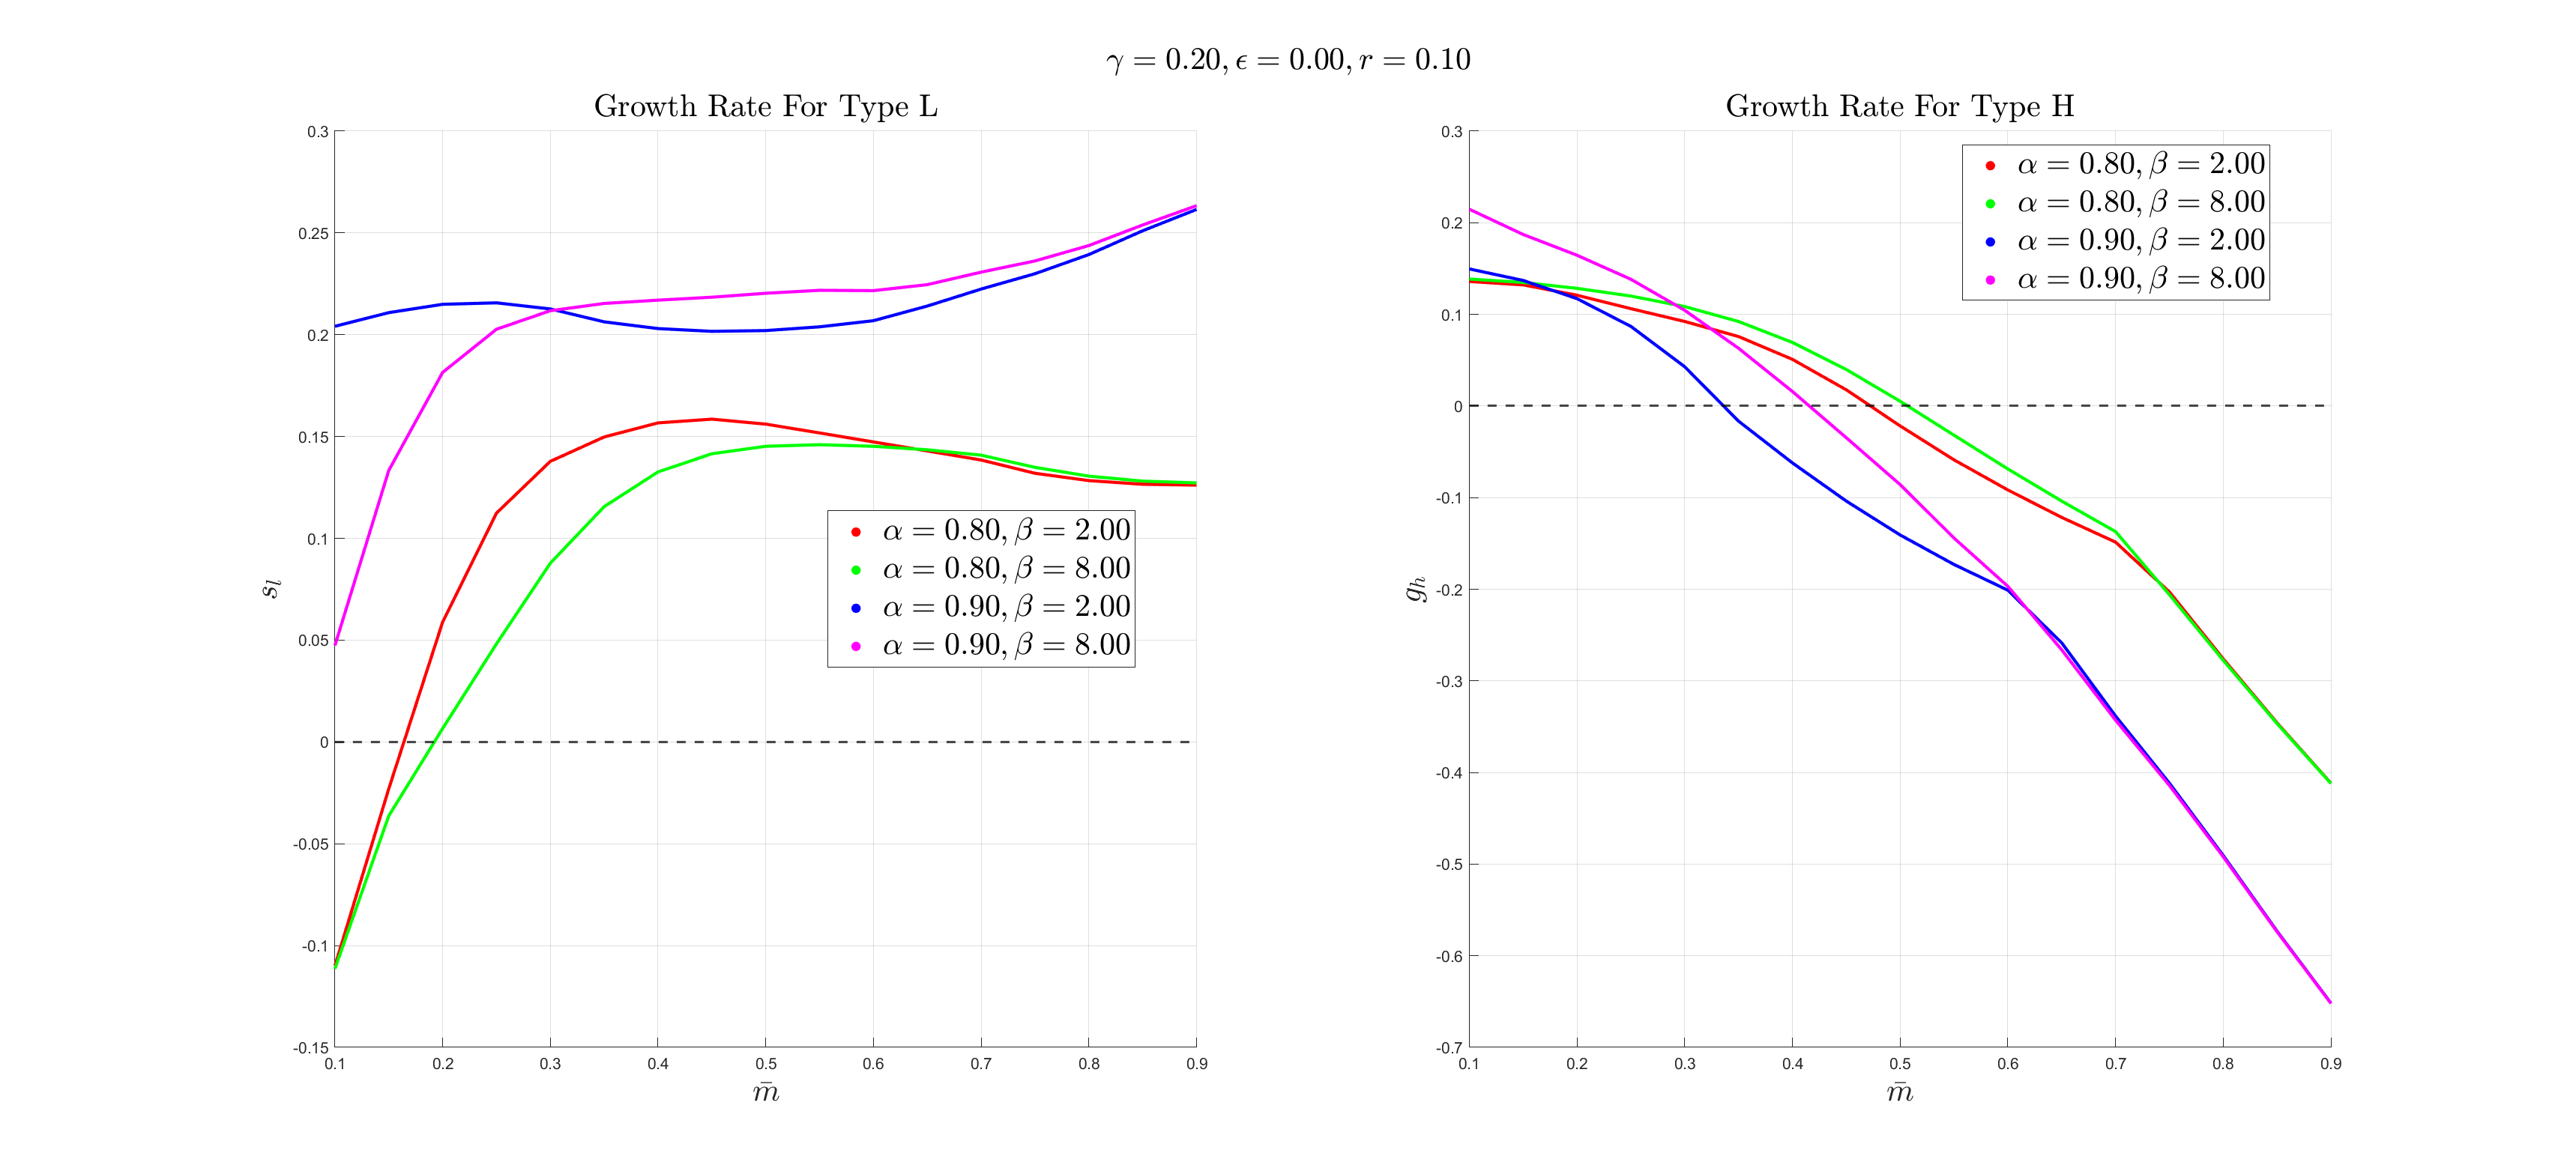 γ = 0.20, ϵ = 0.00, r = 0.10
Growth Rate For Type L
0.3
0.25
0.2
0.15
0.1
0.05
0
-0.05
-0.1
-0.15
s_l
0.1 0.2 0.3 0.4 0.5 0.6 0.7 0.8 0.9
m̄
α = 0.80, β = 2.00
α = 0.80, β = 8.00
α = 0.90, β = 2.00
α = 0.90, β = 8.00
Growth Rate For Type H
0.3
0.2
0.1
0
-0.1
-0.2
-0.3
-0.4
-0.5
-0.6
-0.7
g_h
0.1 0.2 0.3 0.4 0.5 0.6 0.7 0.8 0.9
m̄
α = 0.80, β = 2.00
α = 0.80, β = 8.00
α = 0.90, β = 2.00
α = 0.90, β = 8.00